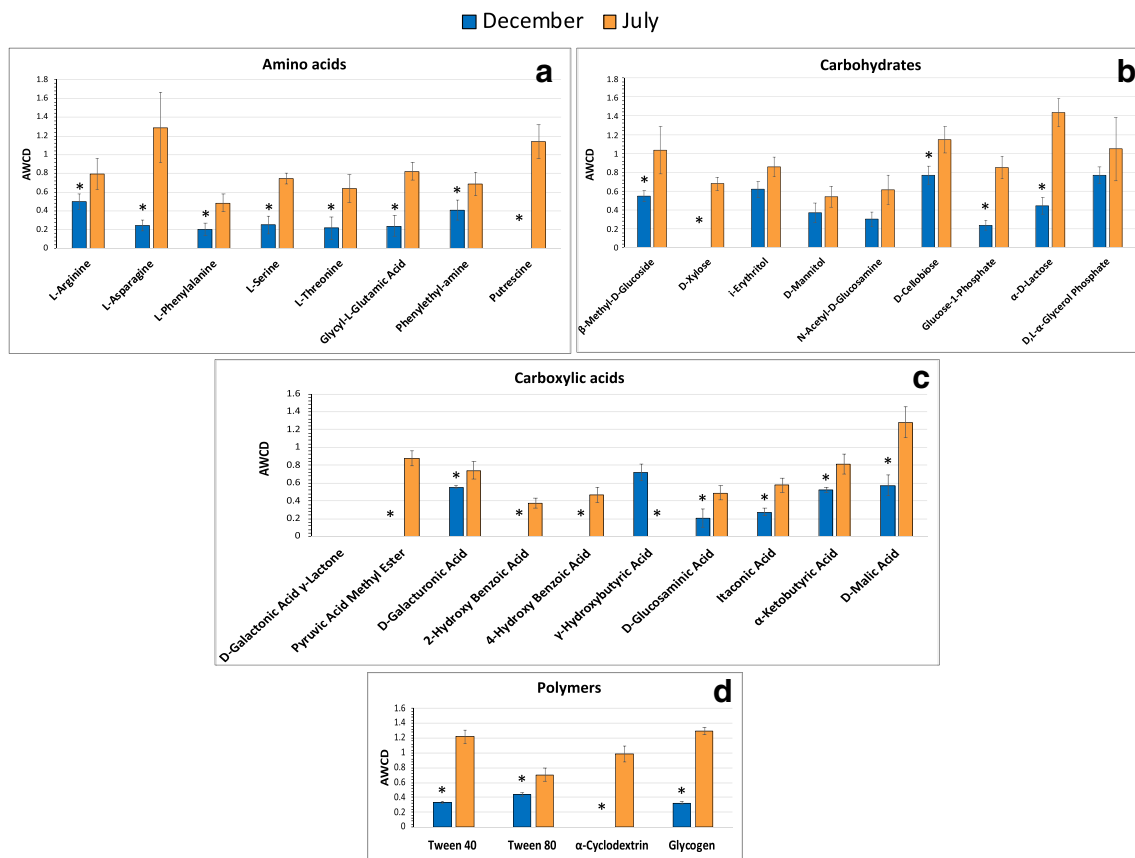 December July
Amino acids a
AWCD
1.8
1.6
1.4
1.2
1
0.8
0.6
0.4
0.2
0
* * * * * * * *
L-Arginine
L-Asparagine
L-Phenylalanine
L-Serine
L-Threonine
Glycyl-L-Glutamic Acid
Phenylethyl-amine
Putrescine
Carbohydrates b
AWCD
1.8
1.6
1.4
1.2
1
0.8
0.6
0.4
0.2
0
* * * * *
β-Methyl-D-Glucoside
D-Xylose
i-Erythritol
D-Mannitol
N-Acetyl-D-Glucosamine
D-Cellobiose
Glucose-1-Phosphate
α-D-Lactose
D,L-α-Glycerol Phosphate
Carboxylic acids c
AWCD
1.6
1.4
1.2
1
0.8
0.6
0.4
0.2
0
* * * * * * * * *
D-Galactonic Acid γ-Lactone
Pyruvic Acid Methyl Ester
D-Galacturonic Acid
2-Hydroxy Benzoic Acid
4-Hydroxy Benzoic Acid
γ-Hydroxybutyric Acid
D-Glucosaminic Acid
Itaconic Acid
α-Ketobutyric Acid
D-Malic Acid
Polymers d
AWCD
1.6
1.4
1.2
1
0.8
0.6
0.4
0.2
0
* * * *
Tween 40 Tween 80 α-Cyclodextrin Glycogen